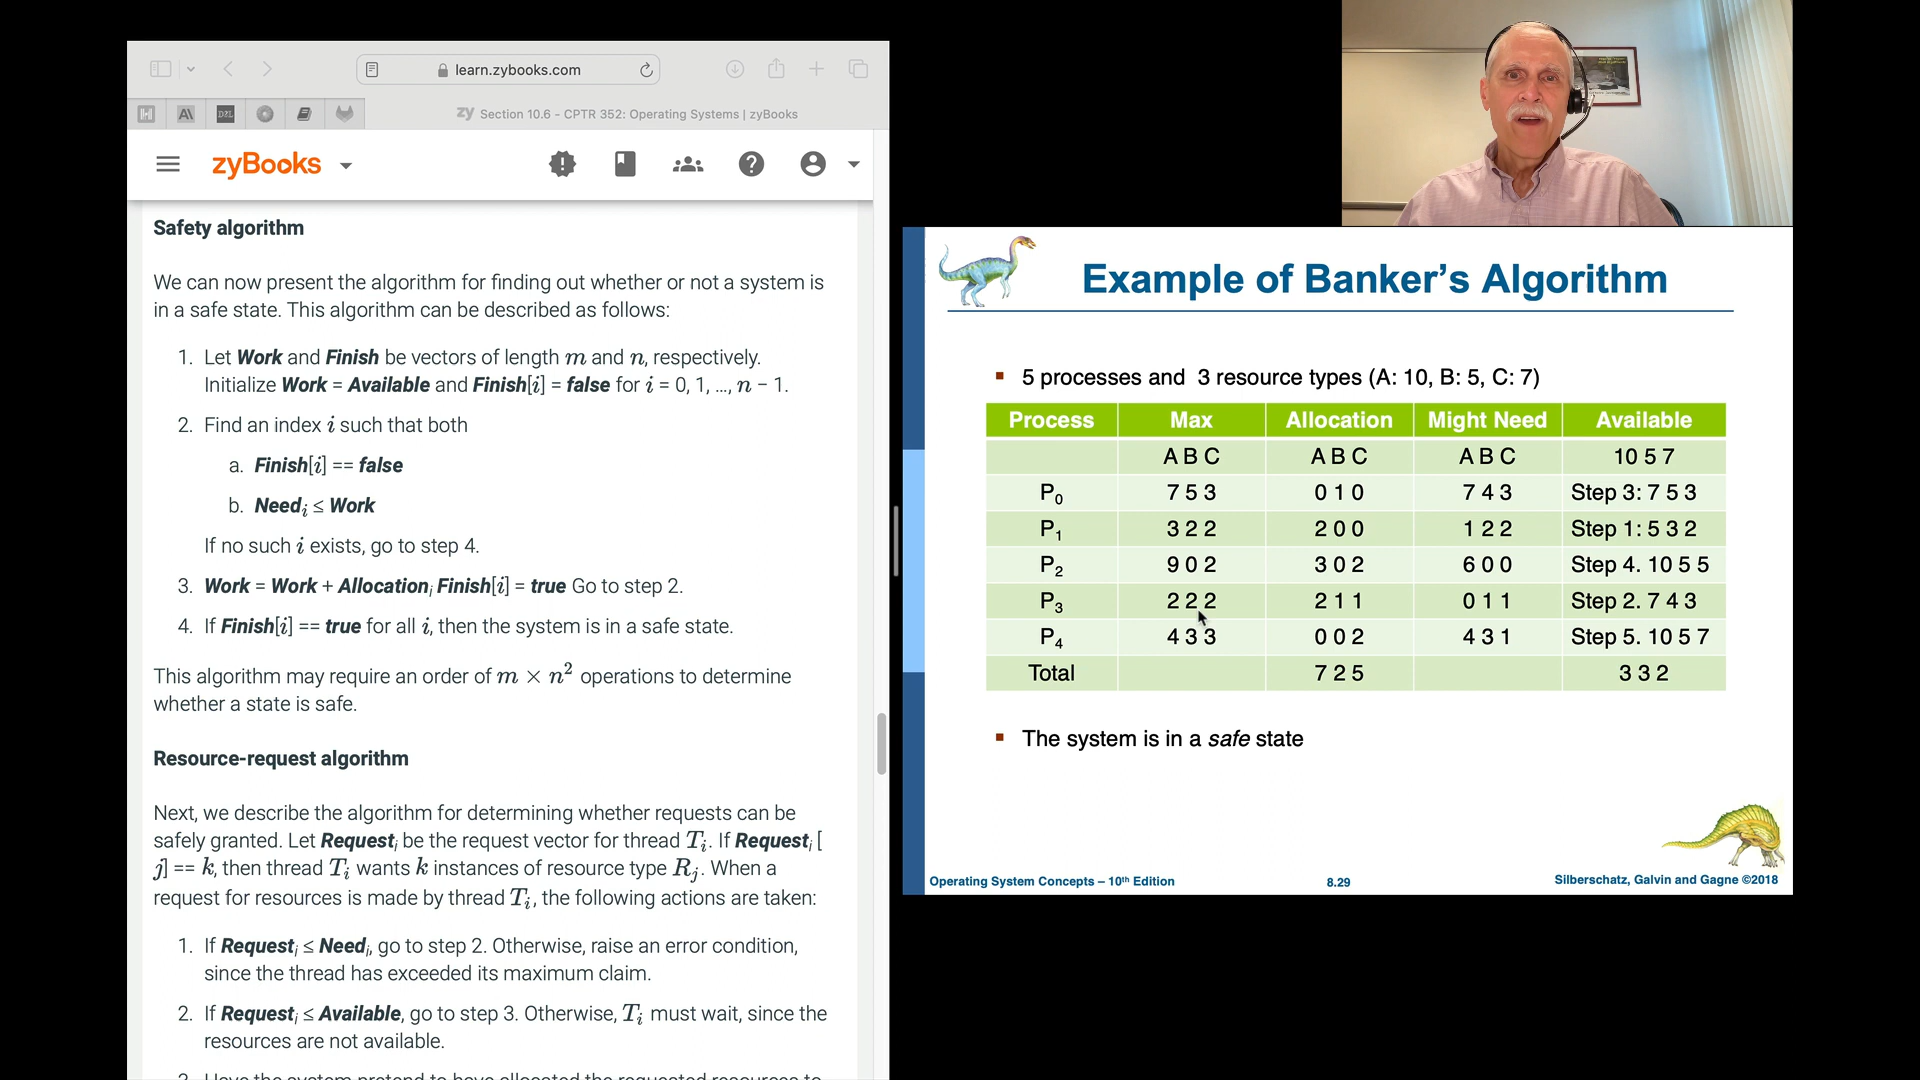 learn.zybooks.com
Section 10.6 - CPTR 352: Operating Systems | zyBooks
zyBooks
Safety algorithm
We can now present the algorithm for finding out whether or not a system is
in a safe state. This algorithm can be described as follows:
1. Let Work and Finish be vectors of length m and n, respectively.
Initialize Work = Available and Finish[i] = false for i = 0, 1, ..., n − 1.
2. Find an index i such that both
a. Finish[i] == false
b. Needᵢ ≤ Work
If no such i exists, go to step 4.
3. Work = Work + Allocationᵢ Finish[i] = true Go to step 2.
4. If Finish[i] == true for all i, then the system is in a safe state.
This algorithm may require an order of m × n² operations to determine
whether a state is safe.
Resource-request algorithm
Next, we describe the algorithm for determining whether requests can be
safely granted. Let Requestᵢ be the request vector for thread Tᵢ. If Requestᵢ [
j] == k, then thread Tᵢ wants k instances of resource type Rⱼ. When a
request for resources is made by thread Tᵢ, the following actions are taken:
1. If Requestᵢ ≤ Needᵢ, go to step 2. Otherwise, raise an error condition,
since the thread has exceeded its maximum claim.
2. If Requestᵢ ≤ Available, go to step 3. Otherwise, Tᵢ must wait, since the
resources are not available.
Example of Banker's Algorithm
▪ 5 processes and 3 resource types (A: 10, B: 5, C: 7)
Process Max Allocation Might Need Available
A B C A B C A B C 10 5 7
P₀ 7 5 3 0 1 0 7 4 3 Step 3: 7 5 3
P₁ 3 2 2 2 0 0 1 2 2 Step 1: 5 3 2
P₂ 9 0 2 3 0 2 6 0 0 Step 4. 10 5 5
P₃ 2 2 2 2 1 1 0 1 1 Step 2. 7 4 3
P₄ 4 3 3 0 0 2 4 3 1 Step 5. 10 5 7
Total 7 2 5 3 3 2
▪ The system is in a safe state
Operating System Concepts – 10ᵗʰ Edition
8.29
Silberschatz, Galvin and Gagne ©2018